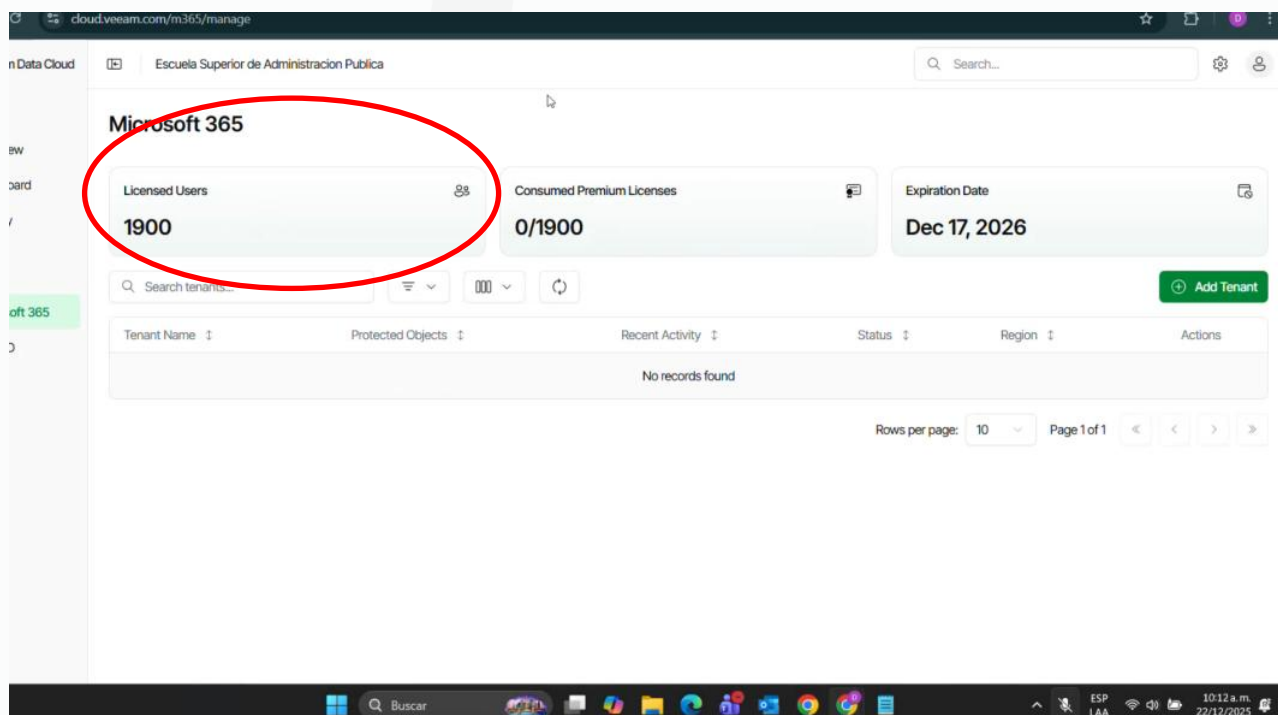 cloud.veeam.com/m365/manage
n Data Cloud
Escuela Superior de Administracion Publica
Search...
Microsoft 365
ew
oard
Licensed Users
Consumed Premium Licenses
Expiration Date
1900
0/1900
Dec 17, 2026
Search tenants...
Add Tenant
oft 365
Tenant Name
Protected Objects
Recent Activity
Status
Region
Actions
No records found
Rows per page: 10
Page 1 of 1
Buscar
ESP
LAA
10:12 a. m.
22/12/2025